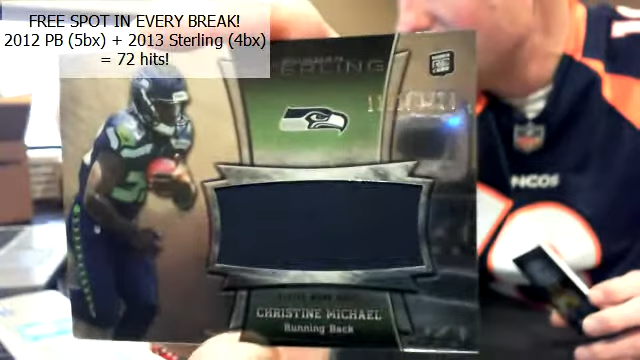 FREE SPOT IN EVERY BREAK!
2012 PB (5bx) + 2013 Sterling (4bx)
= 72 hits!
STERLING
NCOS
CHRISTINE MICHAEL
Running Back